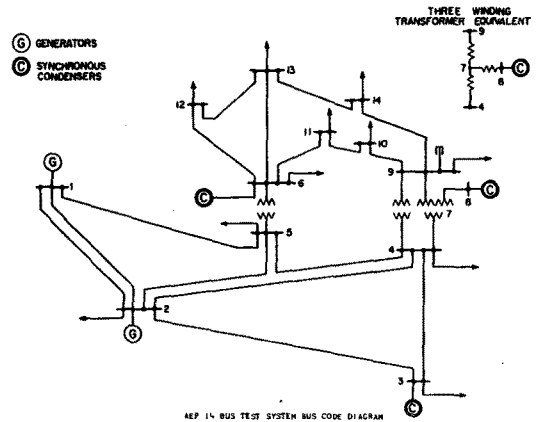 THREE WINDING
TRANSFORMER EQUIVALENT
9
7
8
C
4
G GENERATORS
C SYNCHRONOUS
CONDENSERS
13
14
12
11
10
9
G
1
C
6
C
8
7
5
4
2
G
3
C
AEP 14 BUS TEST SYSTEM BUS CODE DIAGRAM